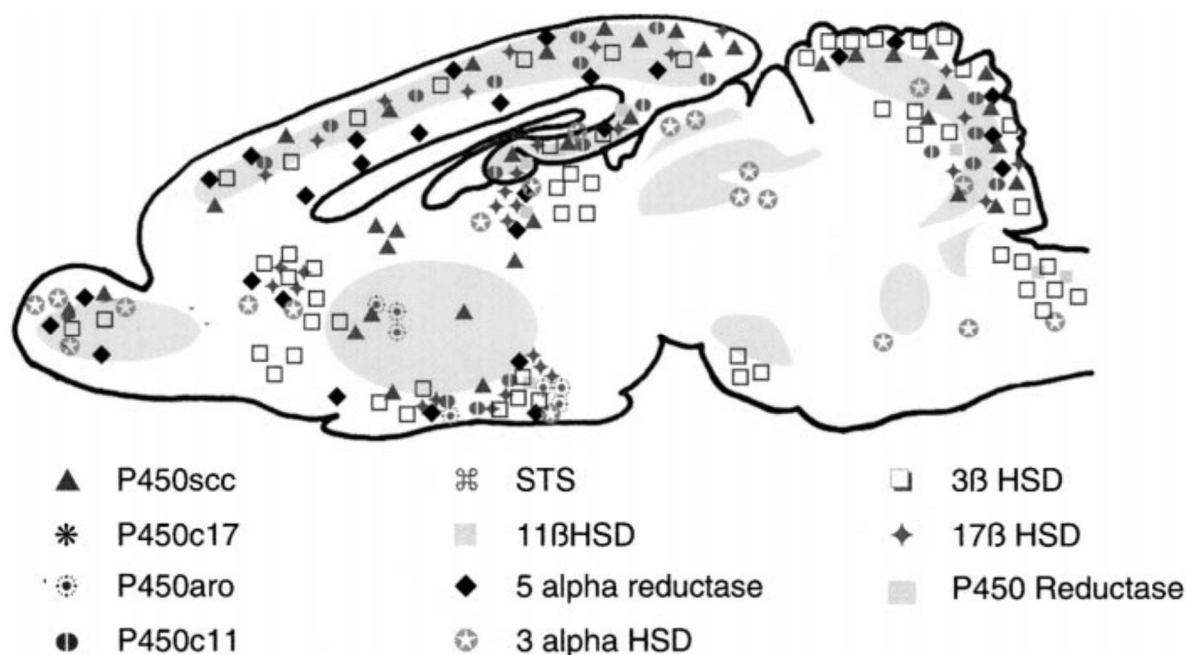 P450scc
STS
3ß HSD
P450c17
11ßHSD
17ß HSD
P450aro
5 alpha reductase
P450 Reductase
P450c11
3 alpha HSD